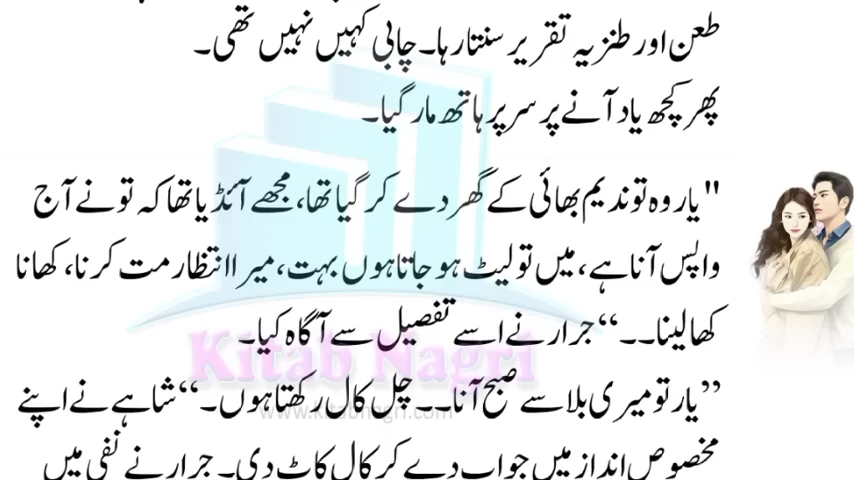 طعن اور طنزیہ تقریر سنتا رہا۔ چابی کہیں نہیں تھی۔
پھر کچھ یاد آنے پر سر پر ہاتھ مار گیا۔
"یار وہ تو ندیم بھائی کے گھر دے کر گیا تھا، مجھے آئڈیا تھا کہ تو نے آج
واپس آنا ہے، میں تو لیٹ ہو جاتا ہوں بہت، میرا انتظار مت کرنا، کھانا
کھا لینا۔۔“ جرار نے اسے تفصیل سے آگاہ کیا۔
Kitab Nagri
”یار تو میری بلا سے صبح آنا۔۔۔ چل کال رکھتا ہوں۔“ شاہے نے اپنے
www.kitabnagri.com
مخصوص انداز میں جواب دے کر کال کاٹ دی۔ جرار نے نفی میں